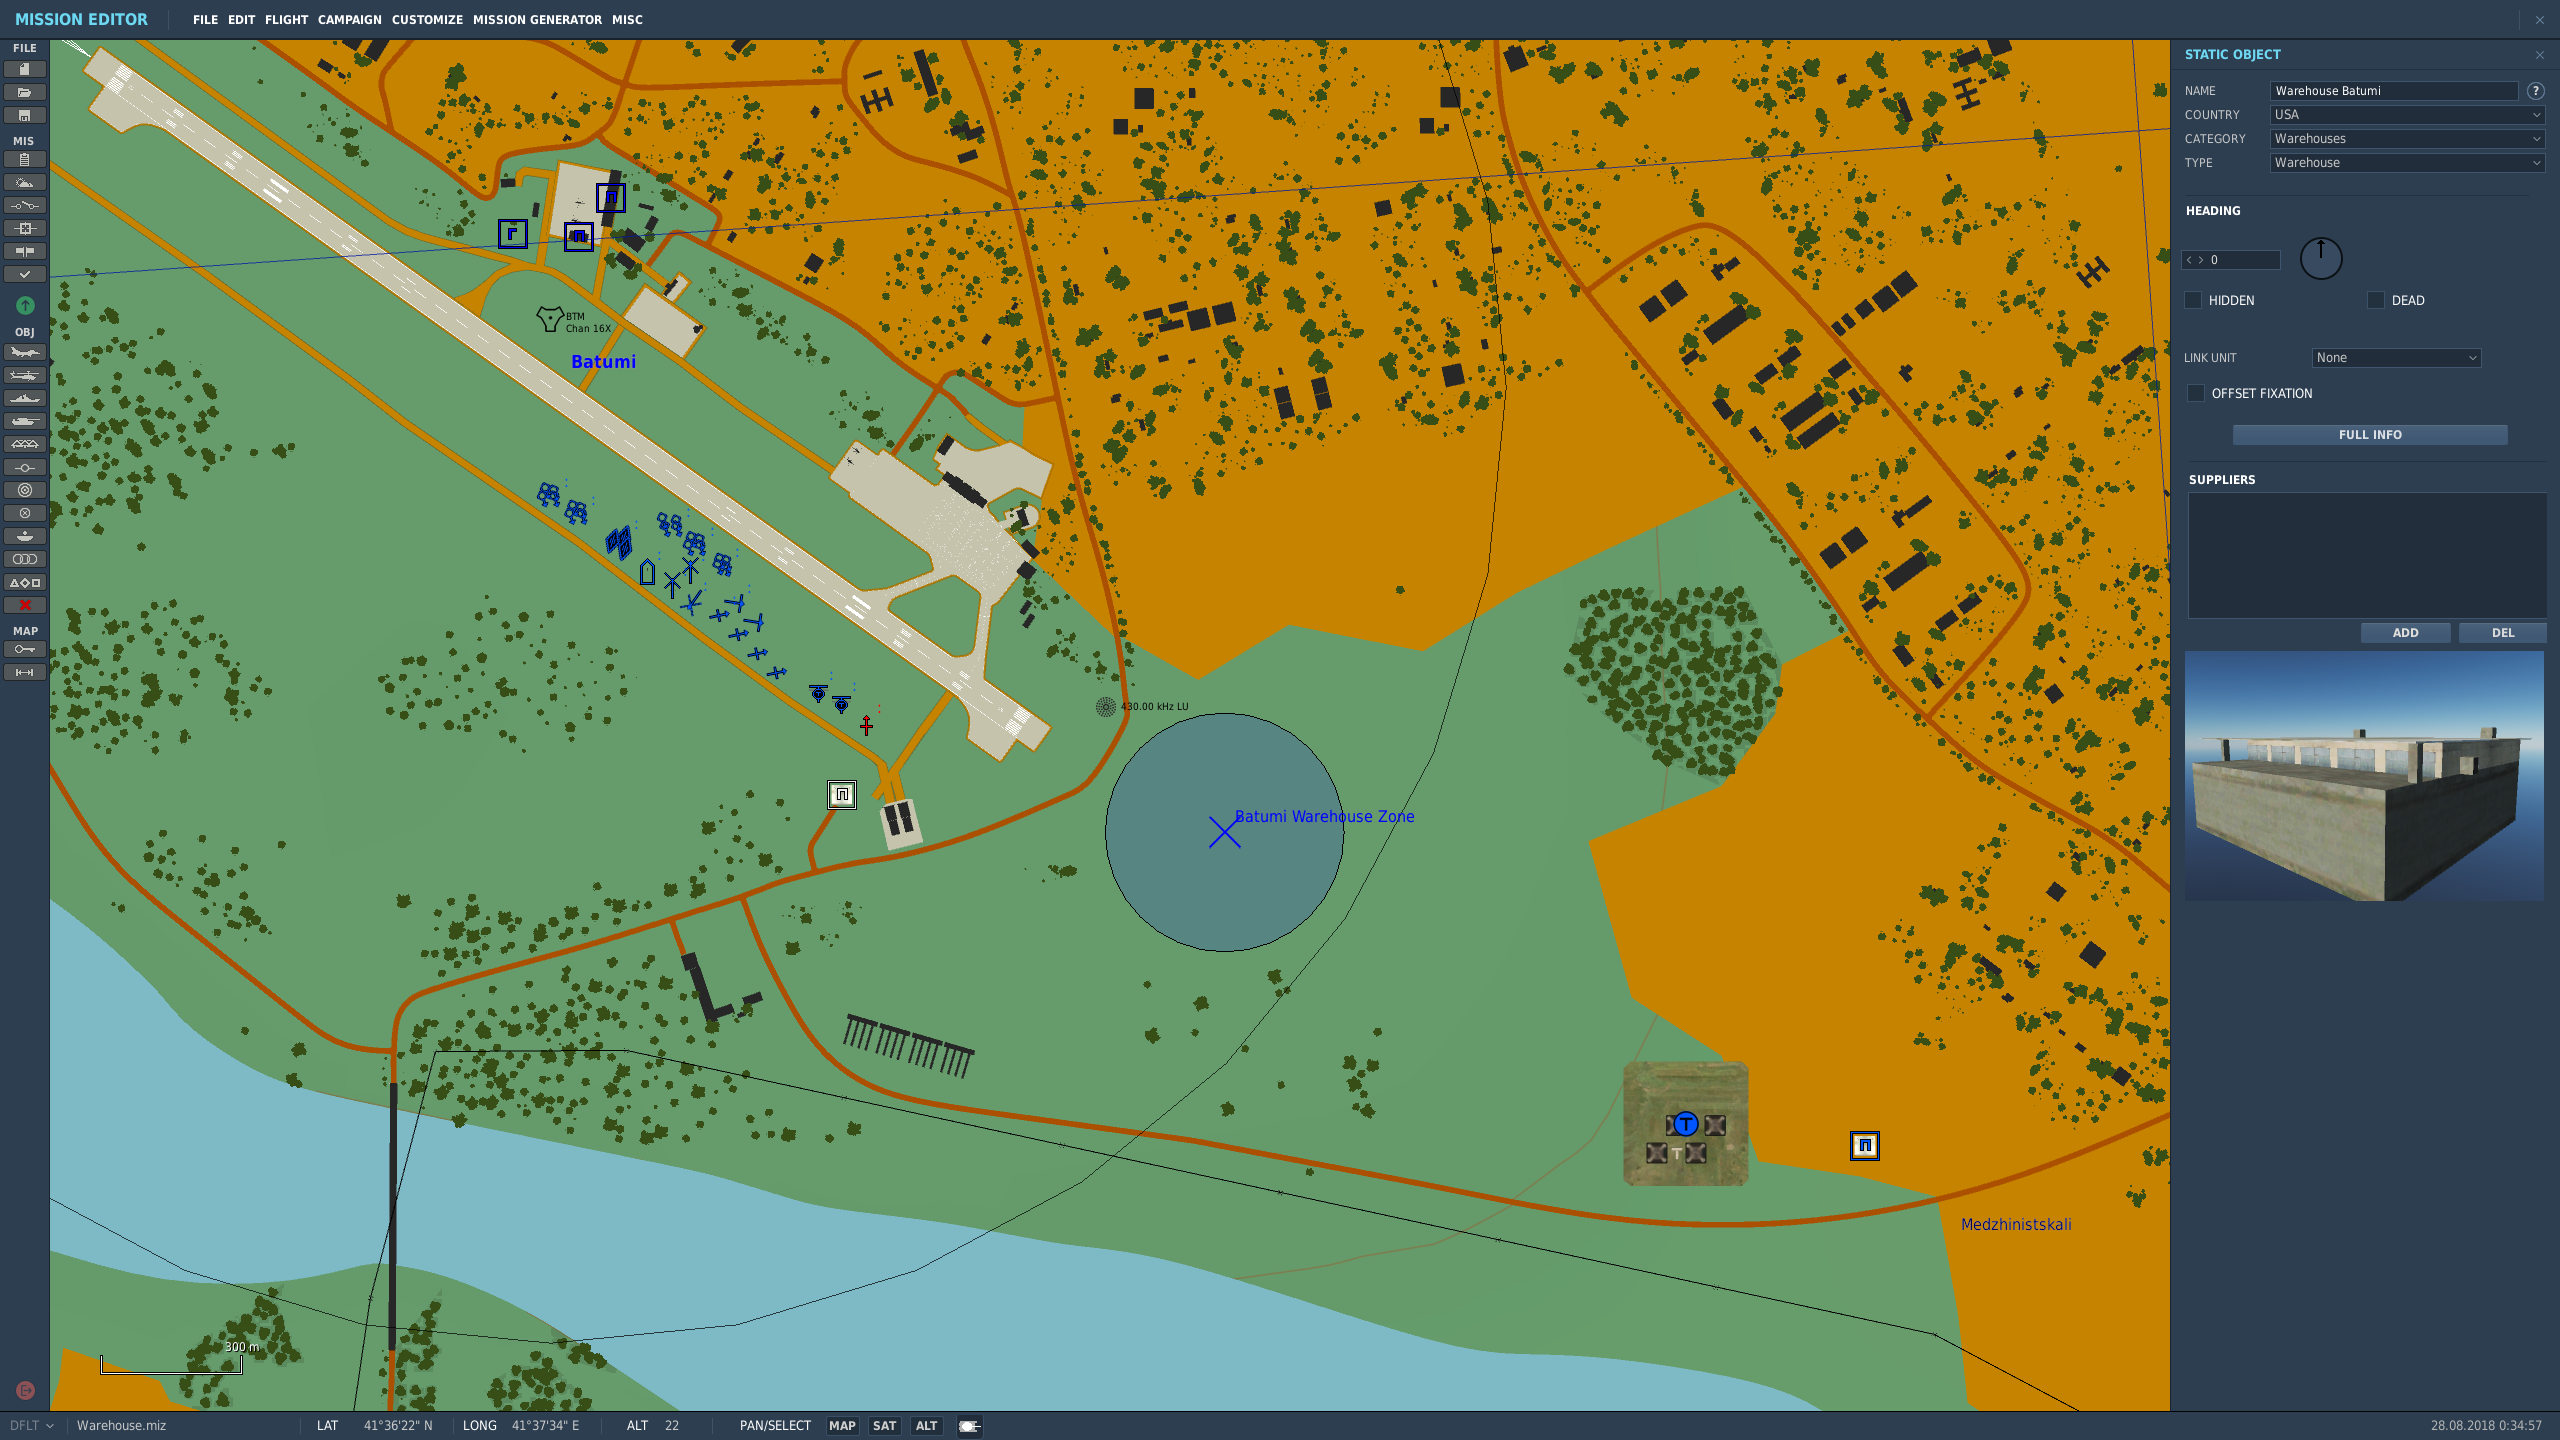 MISSION EDITOR
FILE EDIT FLIGHT CAMPAIGN CUSTOMIZE MISSION GENERATOR MISC
FILE
MIS
OBJ
MAP
BTM
Chan 16X
Batumi
430.00 kHz LU
Batumi Warehouse Zone
T
T
Medzhinistskali
300 m
STATIC OBJECT
NAME Warehouse Batumi ?
COUNTRY USA
CATEGORY Warehouses
TYPE Warehouse
HEADING
0
HIDDEN DEAD
LINK UNIT None
OFFSET FIXATION
FULL INFO
SUPPLIERS
ADD DEL
DFLT Warehouse.miz LAT 41°36'22" N LONG 41°37'34" E ALT 22 PAN/SELECT MAP SAT ALT 28.08.2018 0:34:57